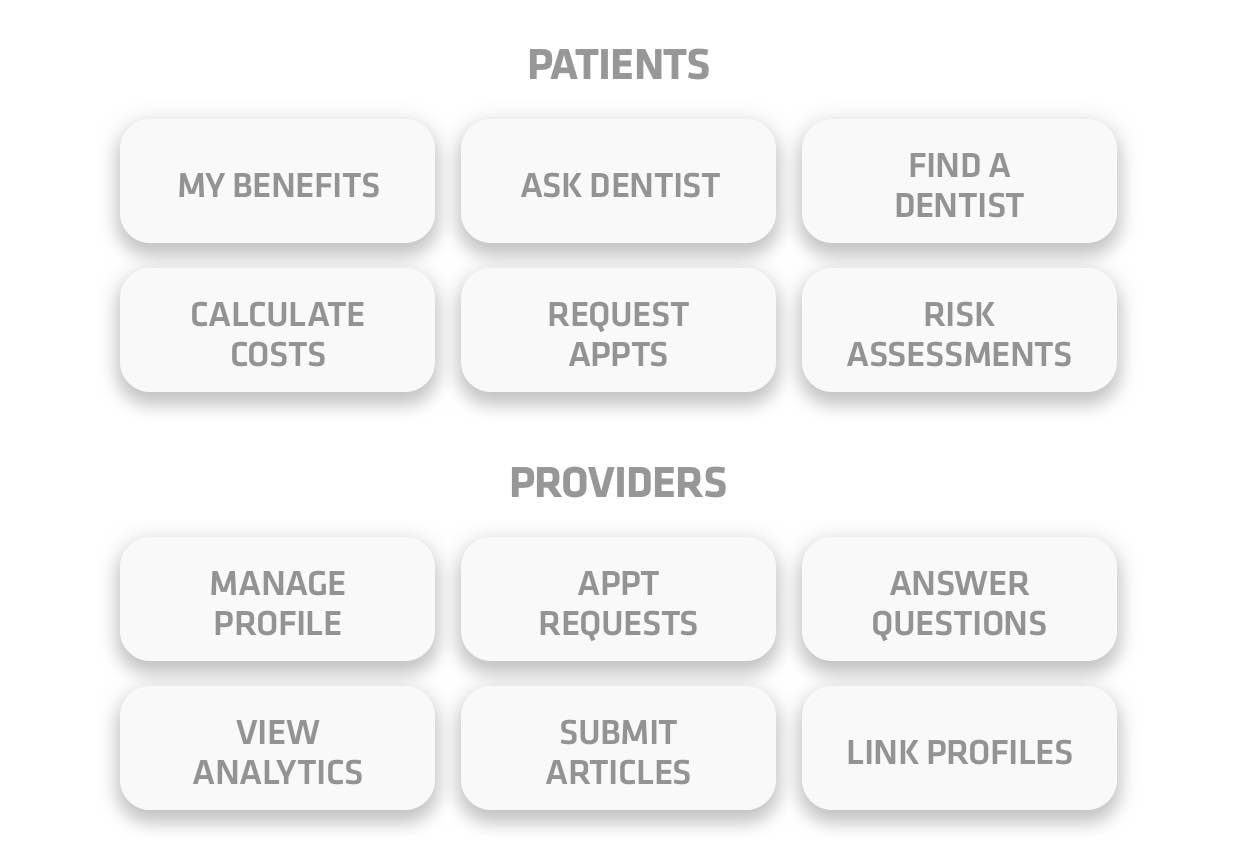 PATIENTS
MY BENEFITS
ASK DENTIST
FIND A
DENTIST
CALCULATE
COSTS
REQUEST
APPTS
RISK
ASSESSMENTS
PROVIDERS
MANAGE
PROFILE
APPT
REQUESTS
ANSWER
QUESTIONS
VIEW
ANALYTICS
SUBMIT
ARTICLES
LINK PROFILES